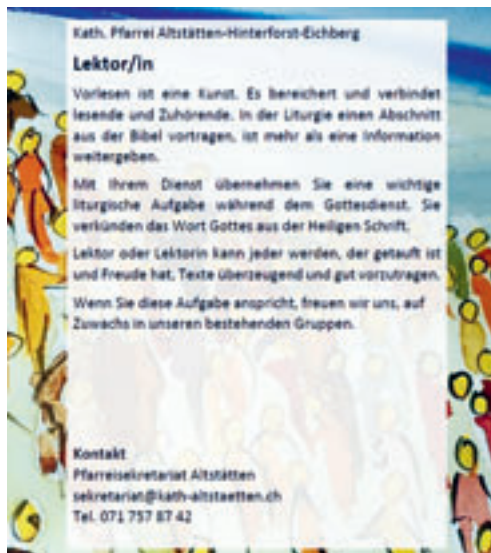 Kath. Pfarrei Altstätten-Hinterforst-Eichberg
Lektor/in
Vorlesen ist eine Kunst. Es bereichert und verbindet
lesende und Zuhörende. In der Liturgie einen Abschnitt
aus der Bibel vortragen, ist mehr als eine Information
weitergeben.
Mit Ihrem Dienst übernehmen Sie eine wichtige
liturgische Aufgabe während dem Gottesdienst. Sie
verkünden das Wort Gottes aus der Heiligen Schrift.
Lektor oder Lektorin kann jeder werden, der getauft ist
und Freude hat, Texte überzeugend und gut vorzutragen.
Wenn Sie diese Aufgabe anspricht, freuen wir uns, auf
Zuwachs in unseren bestehenden Gruppen.
Kontakt
Pfarreisekretariat Altstätten
sekretariat@kath-altstaetten.ch
Tel. 071 757 87 42